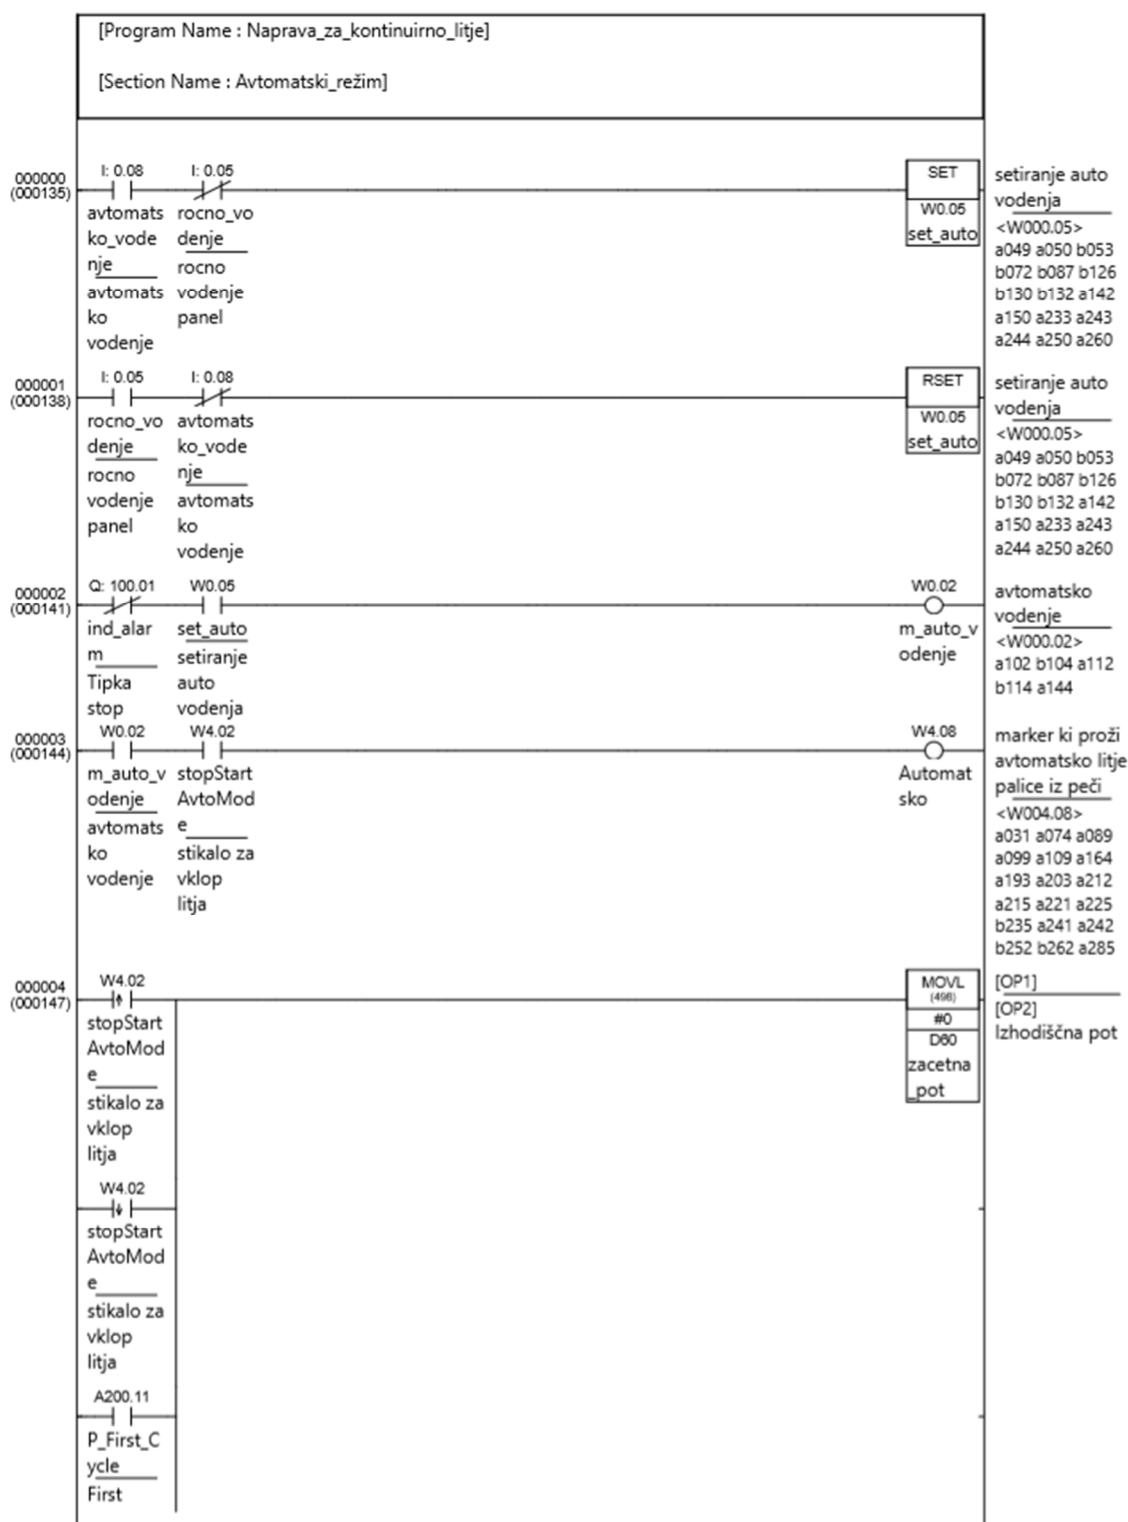 [Program Name : Naprava_za_kontinuirno_litje]
[Section Name : Avtomatski_režim]
000000
(000135)
I: 0.08
avtomats
ko_vode
nje
avtomats
ko
vodenje
I: 0.05
rocno_vo
denje
rocno
vodenje
panel
SET
W0.05
set_auto
setiranje auto
vodenja
<W000.05>
a049 a050 b053
b072 b087 b126
b130 b132 a142
a150 a233 a243
a244 a250 a260
000001
(000138)
I: 0.05
rocno_vo
denje
rocno
vodenje
panel
I: 0.08
avtomats
ko_vode
nje
avtomats
ko
vodenje
RSET
W0.05
set_auto
setiranje auto
vodenja
<W000.05>
a049 a050 b053
b072 b087 b126
b130 b132 a142
a150 a233 a243
a244 a250 a260
000002
(000141)
Q: 100.01
ind_alar
m
Tipka
stop
W0.05
set_auto
setiranje
auto
vodenja
W0.02
m_auto_v
odenje
avtomatsko
vodenje
<W000.02>
a102 b104 a112
b114 a144
000003
(000144)
W0.02
m_auto_v
odenje
avtomats
ko
vodenje
W4.02
stopStart
AvtoMod
e
stikalo za
vklop
litja
W4.08
Automat
sko
marker ki proži
avtomatsko litje
palice iz peči
<W004.08>
a031 a074 a089
a099 a109 a164
a193 a203 a212
a215 a221 a225
b235 a241 a242
b252 b262 a285
000004
(000147)
W4.02
stopStart
AvtoMod
e
stikalo za
vklop
litja
MOVL
(498)
#0
D60
zacetna
_pot
[OP1]
[OP2]
Izhodiščna pot
W4.02
stopStart
AvtoMod
e
stikalo za
vklop
litja
A200.11
P_First_C
ycle
First